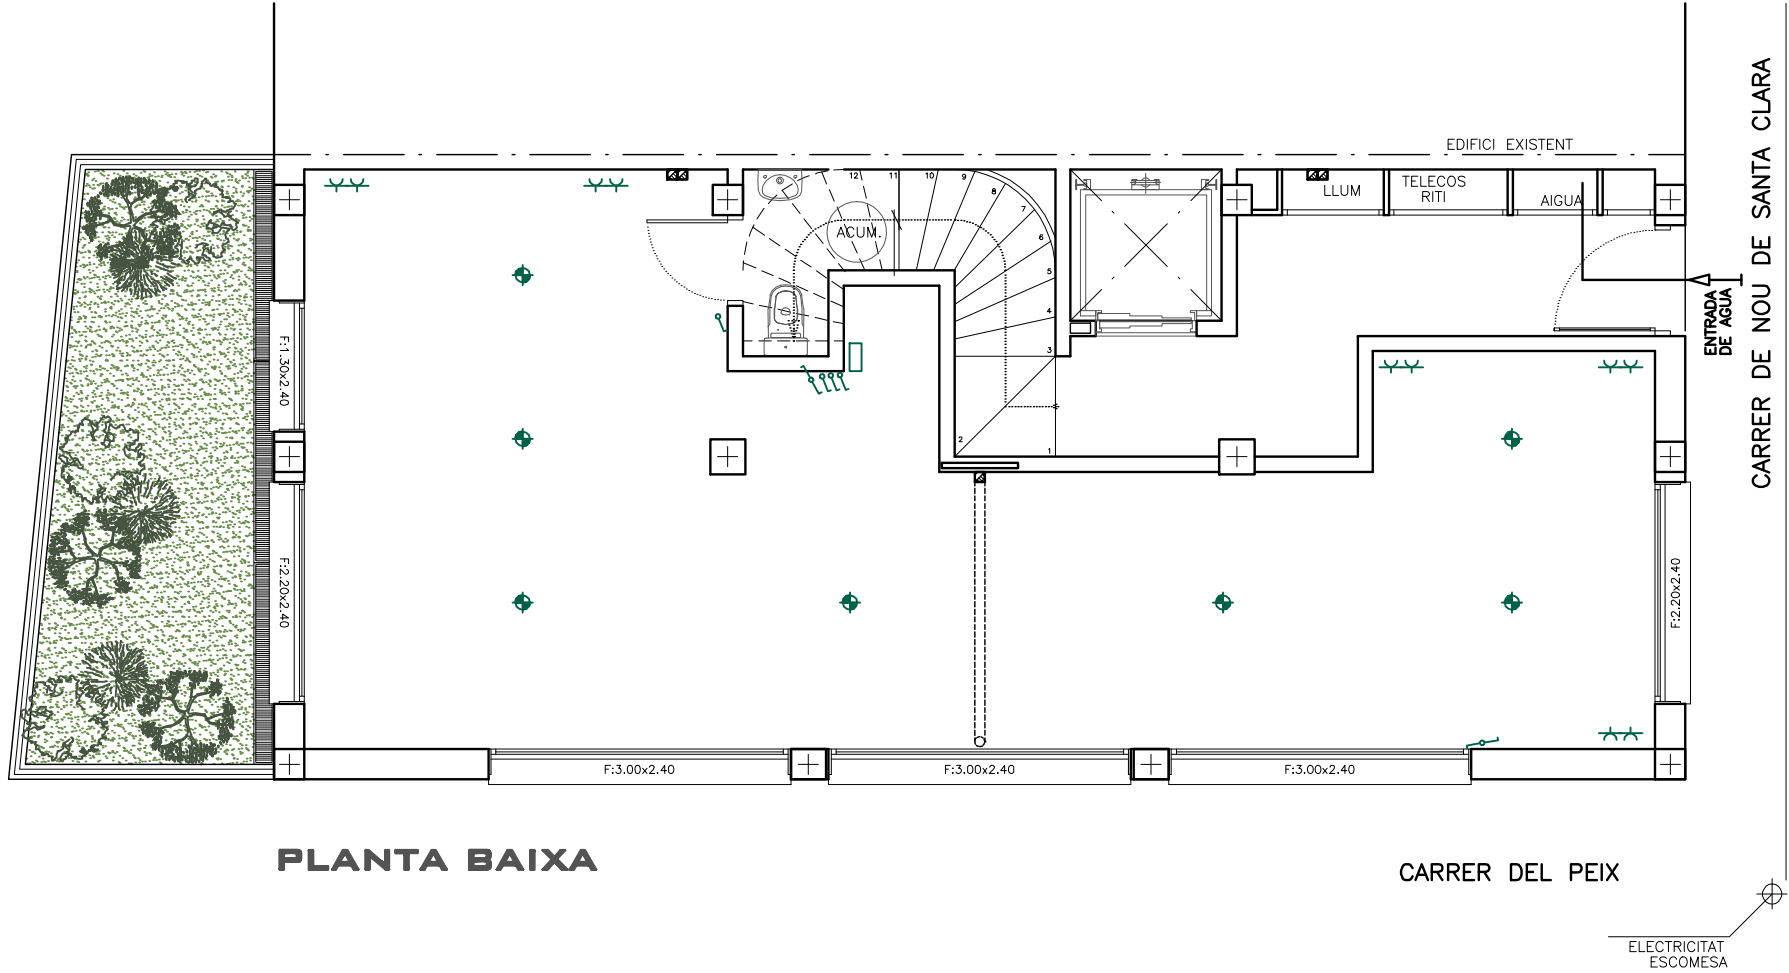 EDIFICI EXISTENT
LLUM
TELECOS
RITI
AIGUA
12
11
10
9
8
7
6
5
4
3
2
1
ACUM.
ENTRADA
DE AGUA
CARRER DE NOU DE SANTA CLARA
F:1.30x2.40
F:2.20x2.40
F:2.20x2.40
F:3.00x2.40
F:3.00x2.40
F:3.00x2.40
PLANTA BAIXA
CARRER DEL PEIX
ELECTRICITAT
ESCOMESA